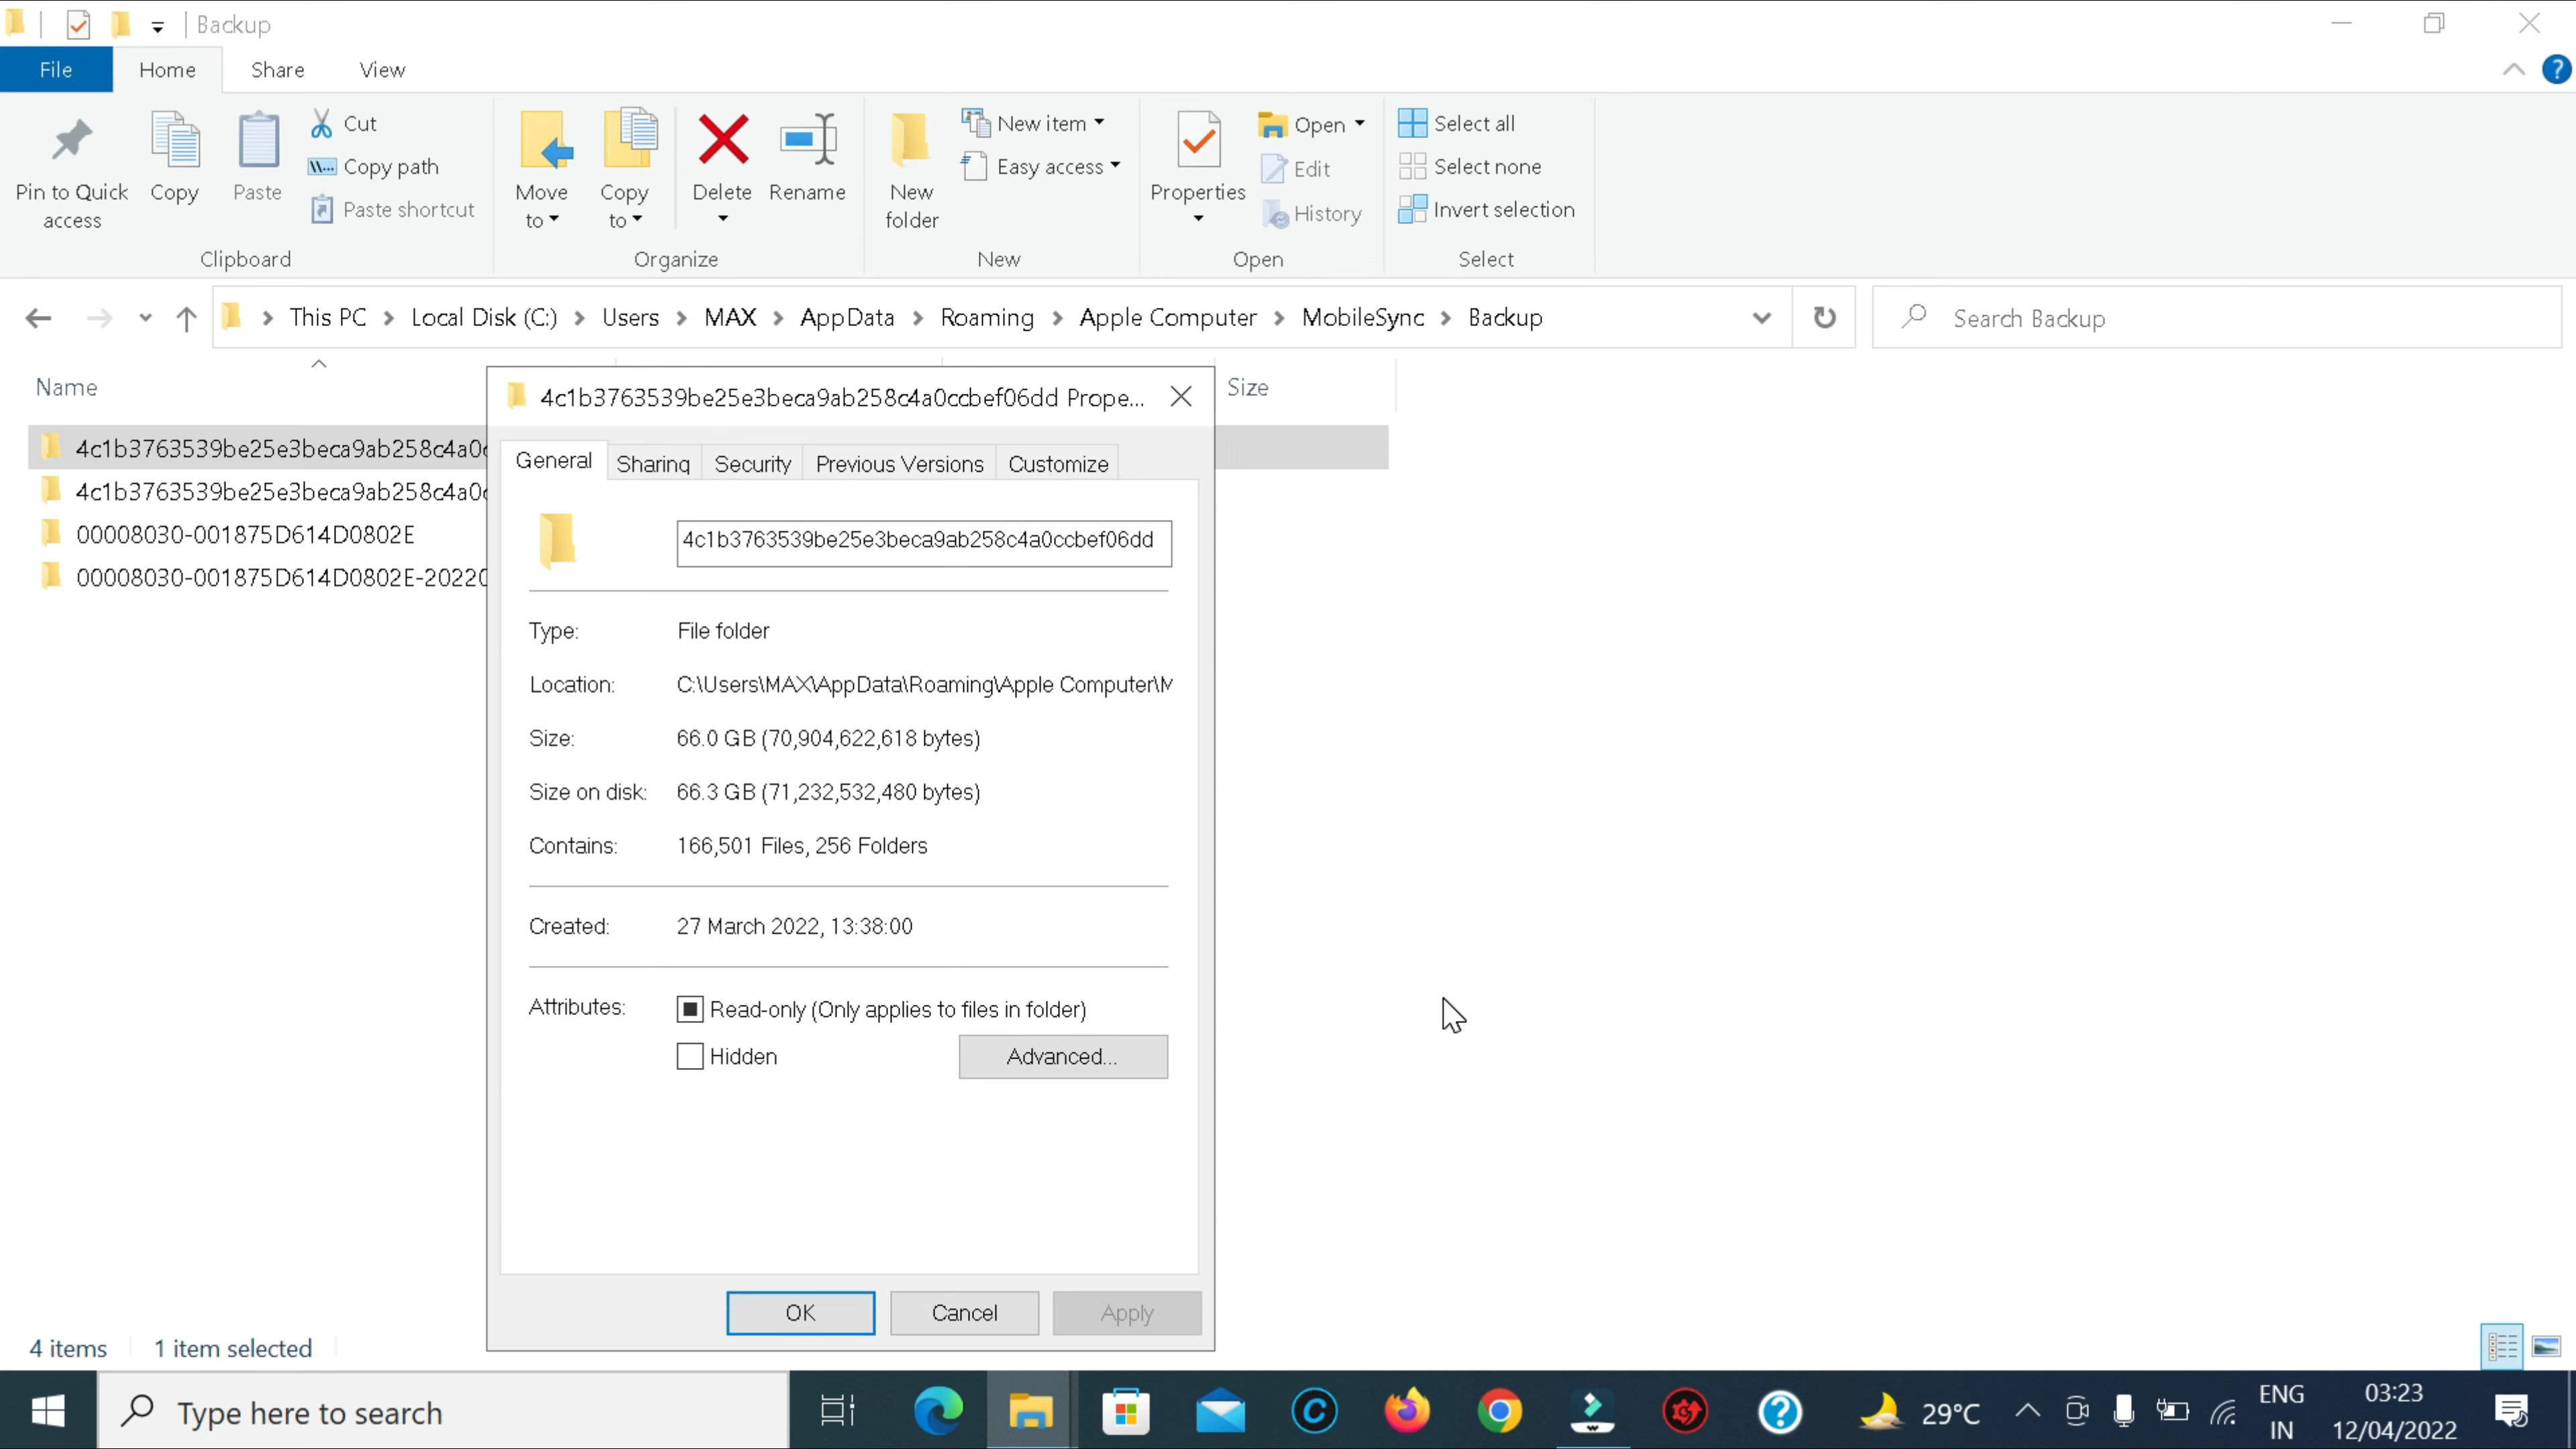 Backup
File Home Share View
Pin to Quick access
Copy
Paste
Cut
Copy path
Paste shortcut
Clipboard
Move to
Copy to
Delete
Rename
Organize
New folder
New item
Easy access
New
Properties
Open
Edit
History
Open
Select all
Select none
Invert selection
Select
This PC Local Disk (C:) Users MAX AppData Roaming Apple Computer MobileSync Backup
Search Backup
Name Size
4c1b3763539be25e3beca9ab258c4a0c
4c1b3763539be25e3beca9ab258c4a0c
00008030-001875D614D0802E
00008030-001875D614D0802E-20220
4c1b3763539be25e3beca9ab258c4a0ccbef06dd Prope...
General Sharing Security Previous Versions Customize
4c1b3763539be25e3beca9ab258c4a0ccbef06dd
Type: File folder
Location: C:\Users\MAX\AppData\Roaming\Apple Computer\M
Size: 66.0 GB (70,904,622,618 bytes)
Size on disk: 66.3 GB (71,232,532,480 bytes)
Contains: 166,501 Files, 256 Folders
Created: 27 March 2022, 13:38:00
Attributes: Read-only (Only applies to files in folder)
Hidden Advanced...
OK Cancel Apply
4 items 1 item selected
Type here to search
29°C
ENG
IN
03:23
12/04/2022